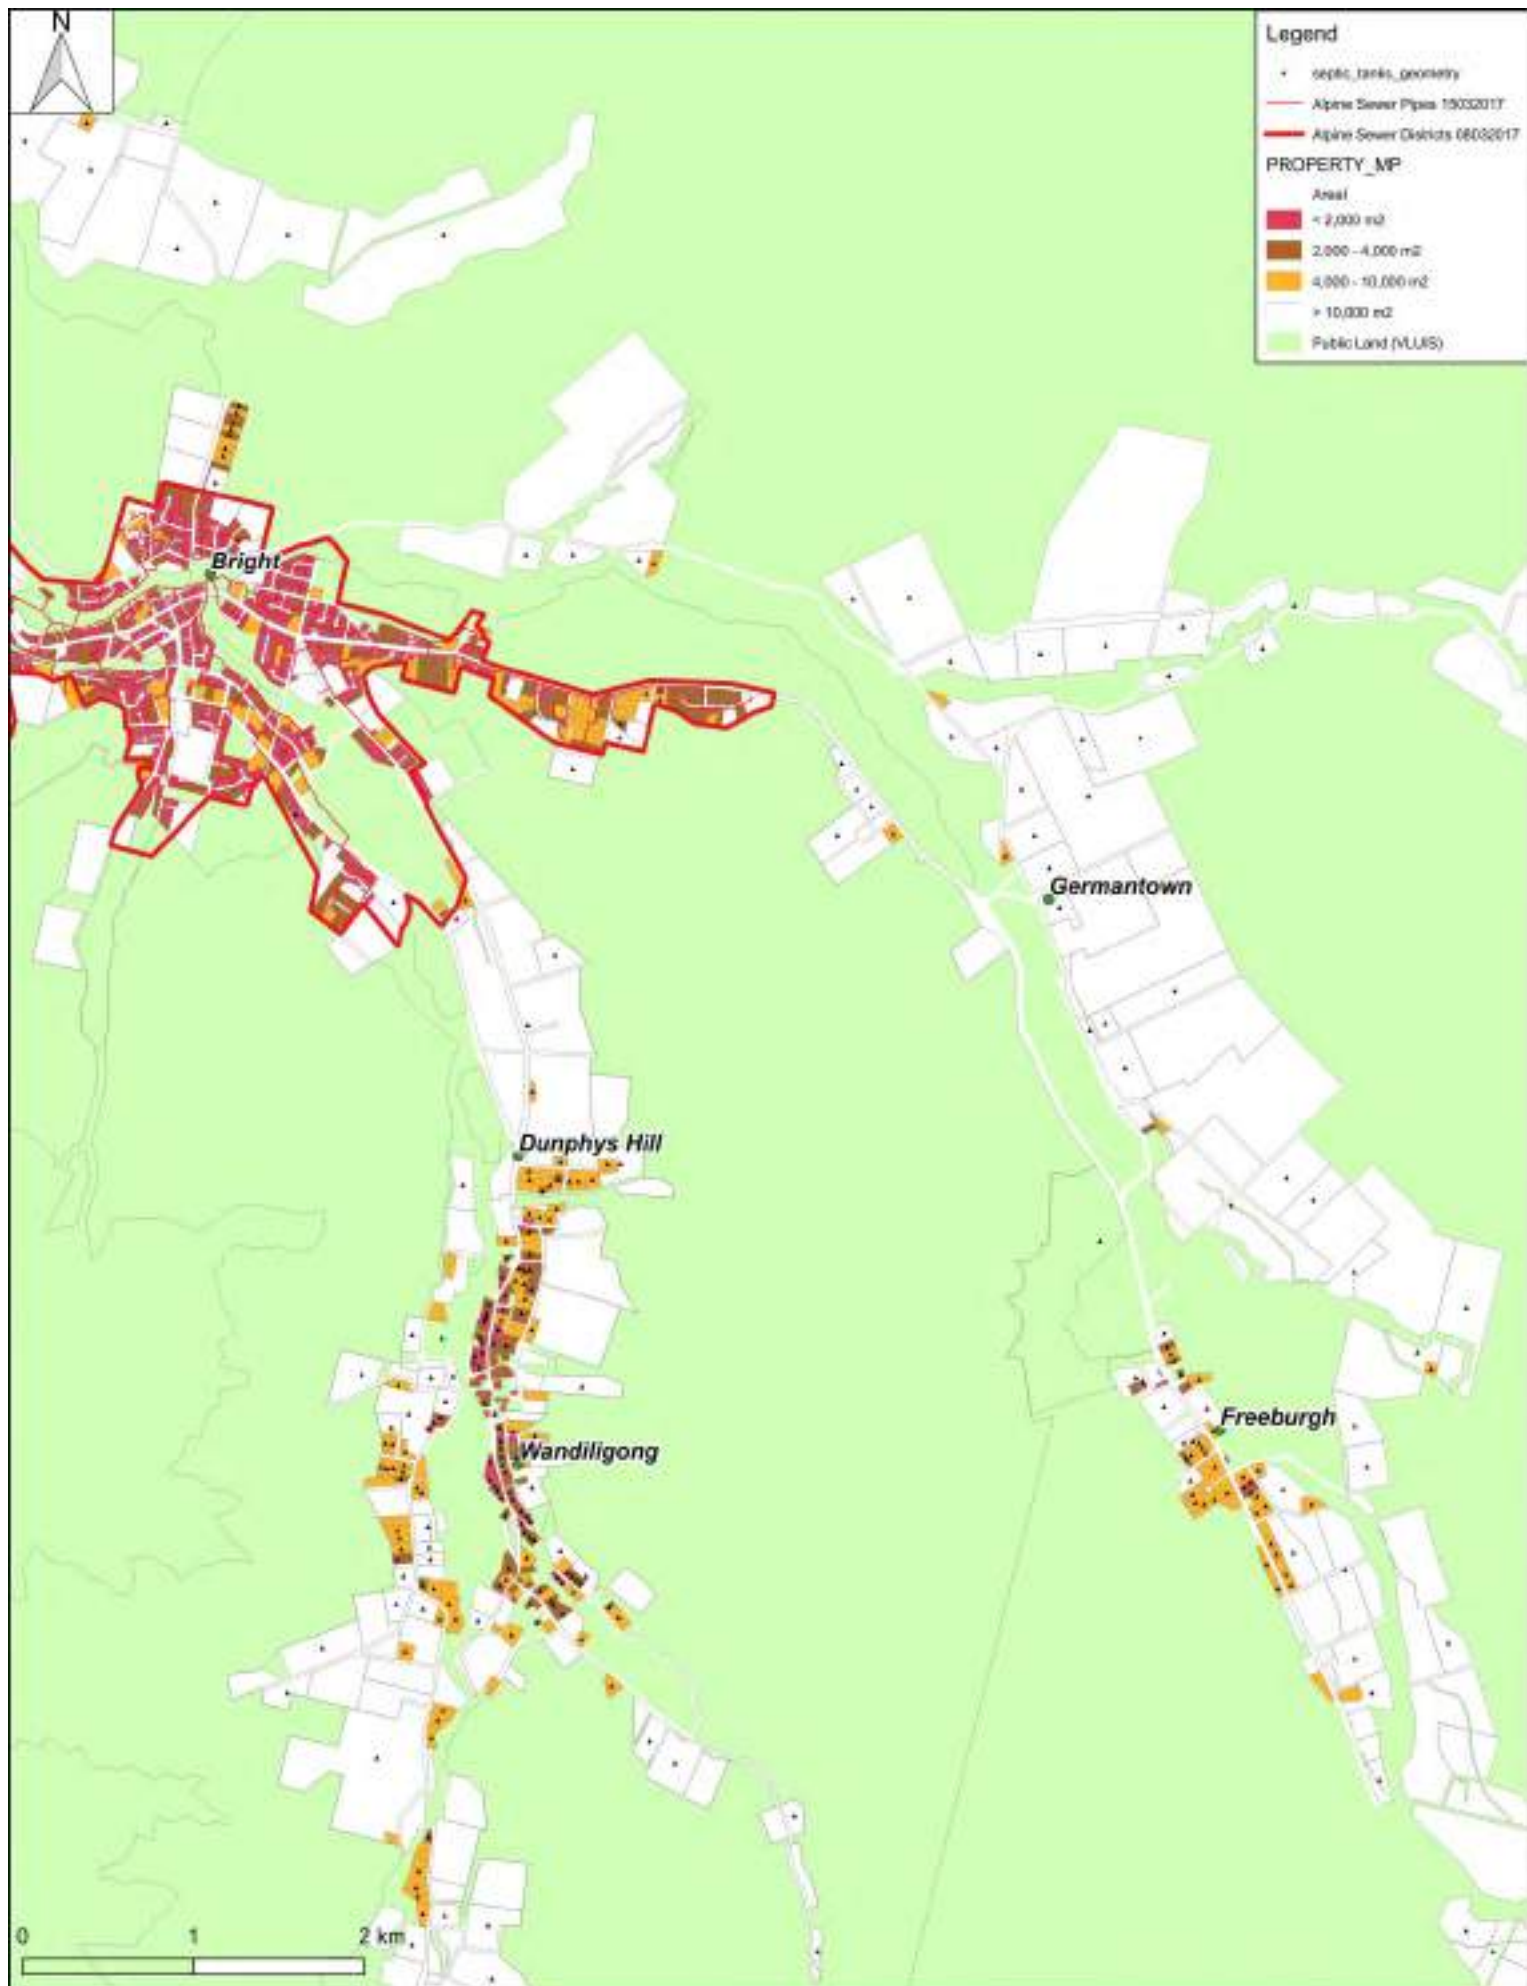 N
Legend
septic_tanks_geometry
Alpine Sewer Pipes 15032017
Alpine Sewer Districts 08032017
PROPERTY_MP
Area
< 2,000 m2
2,000 - 4,000 m2
4,000 - 10,000 m2
> 10,000 m2
Public Land (VLUIS)
Bright
Germantown
Dunphys Hill
Freeburgh
Wandiligong
0 1 2 km